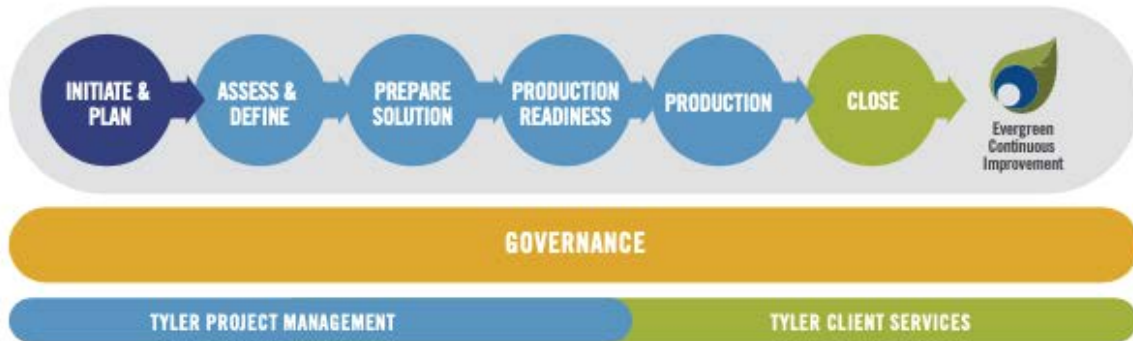 INITIATE &
PLAN
ASSESS &
DEFINE
PREPARE
SOLUTION
PRODUCTION
READINESS
PRODUCTION
CLOSE
Evergreen
Continuous
Improvement
GOVERNANCE
TYLER PROJECT MANAGEMENT
TYLER CLIENT SERVICES